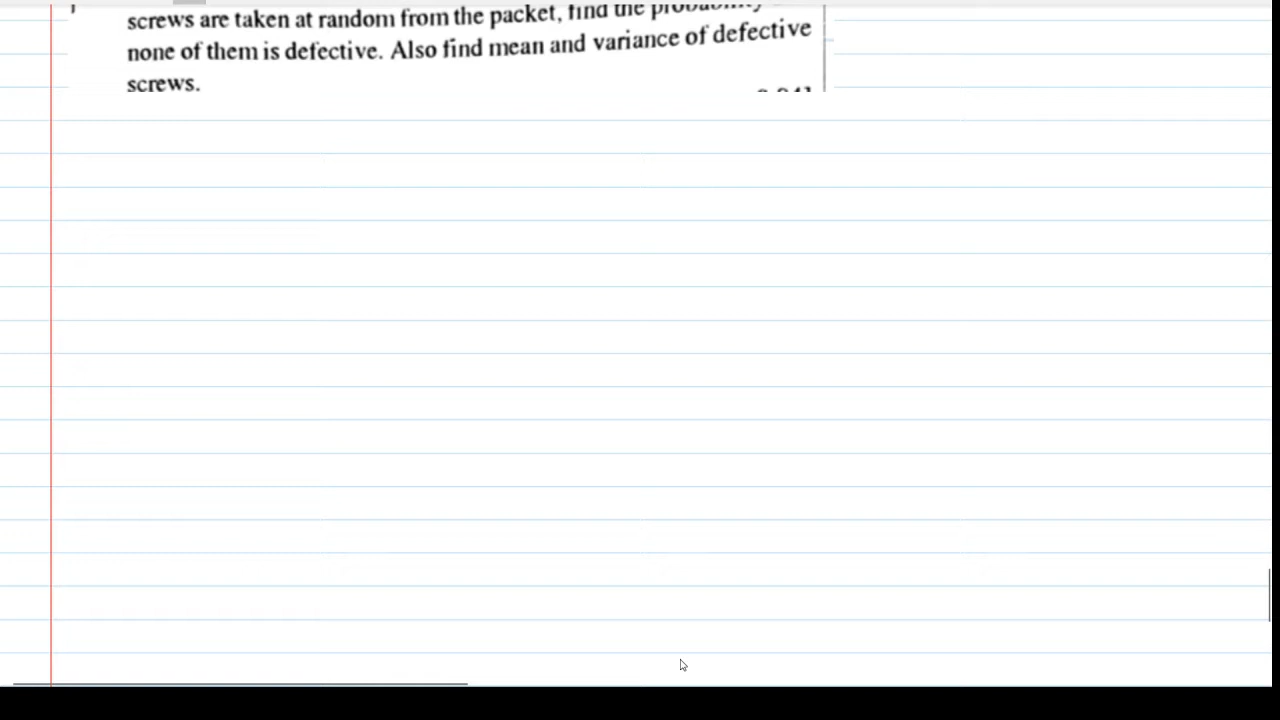 screws are taken at random from the packet, find the probability
none of them is defective. Also find mean and variance of defective
screws.